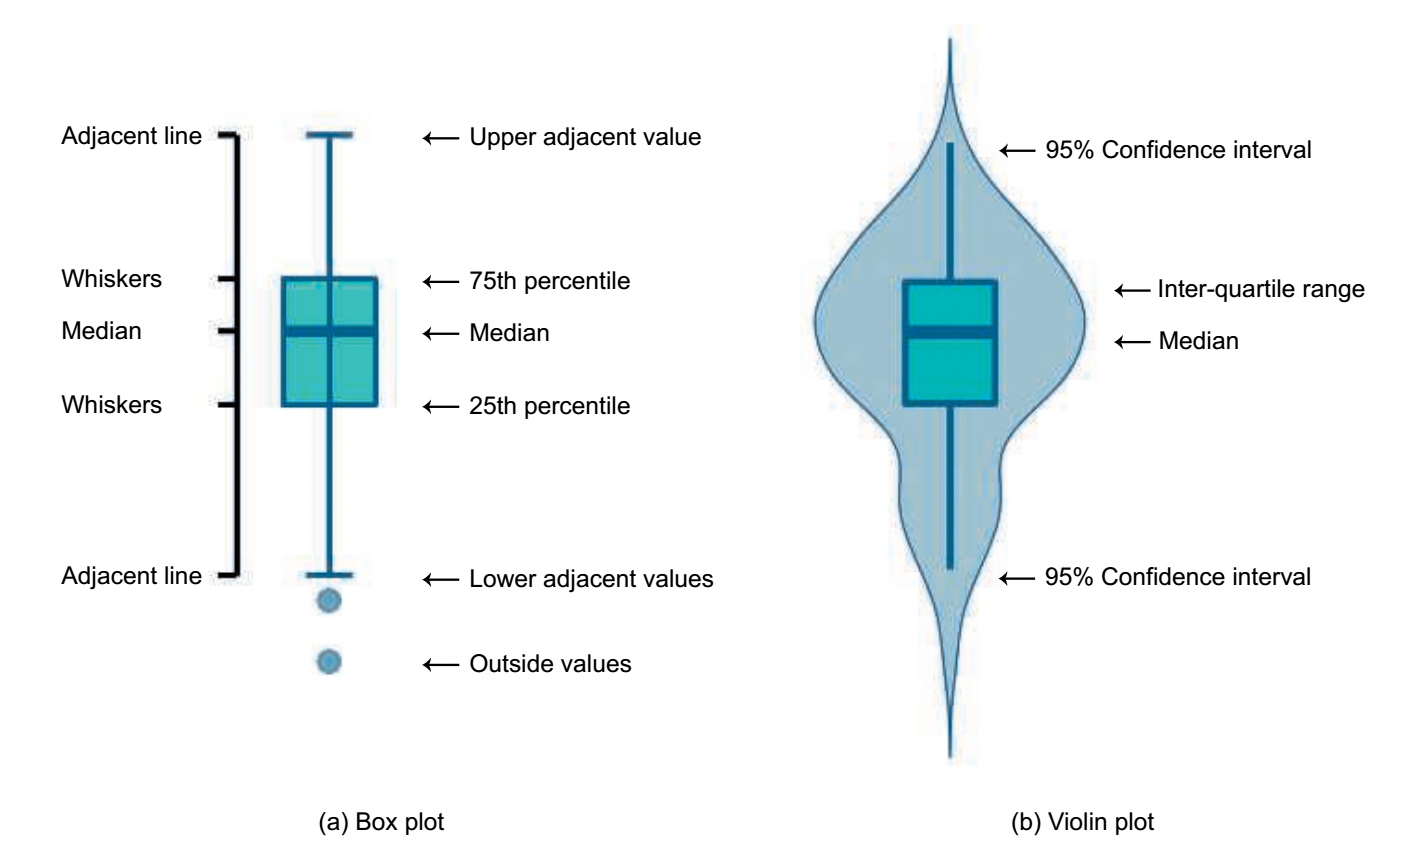 Adjacent line
Upper adjacent value
Whiskers
75th percentile
Median
Median
Whiskers
25th percentile
Adjacent line
Lower adjacent values
Outside values
(a) Box plot
95% Confidence interval
Inter-quartile range
Median
95% Confidence interval
(b) Violin plot